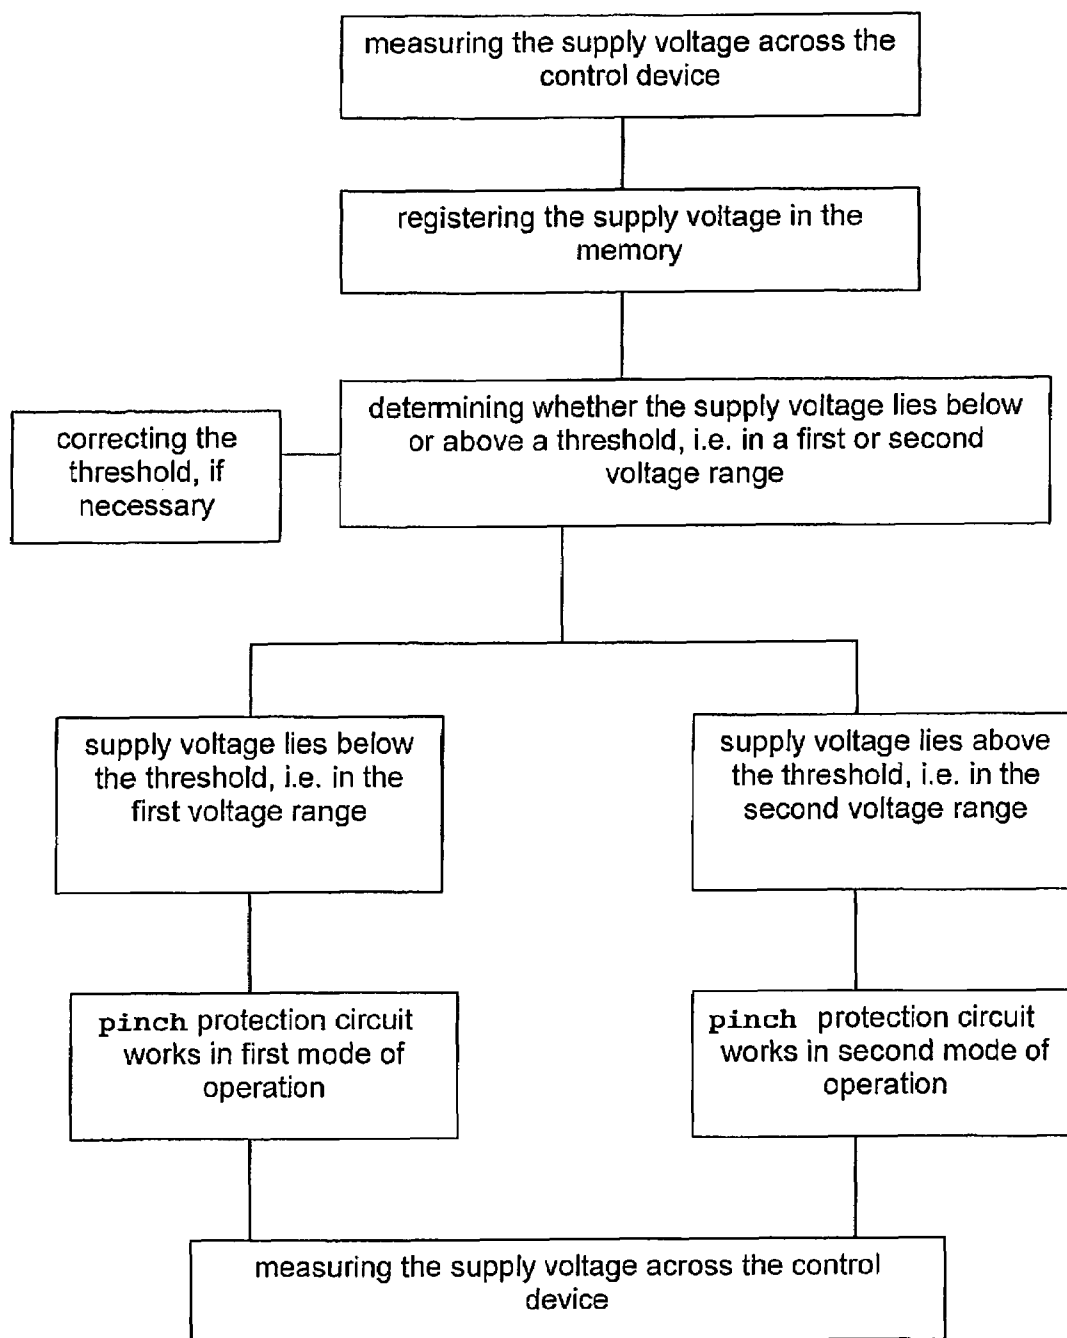 measuring the supply voltage across the
control device
registering the supply voltage in the
memory
determining whether the supply voltage lies below
or above a threshold, i.e. in a first or second
voltage range
correcting the
threshold, if
necessary
supply voltage lies below
the threshold, i.e. in the
first voltage range
supply voltage lies above
the threshold, i.e. in the
second voltage range
pinch protection circuit
works in first mode of
operation
pinch protection circuit
works in second mode of
operation
measuring the supply voltage across the control
device